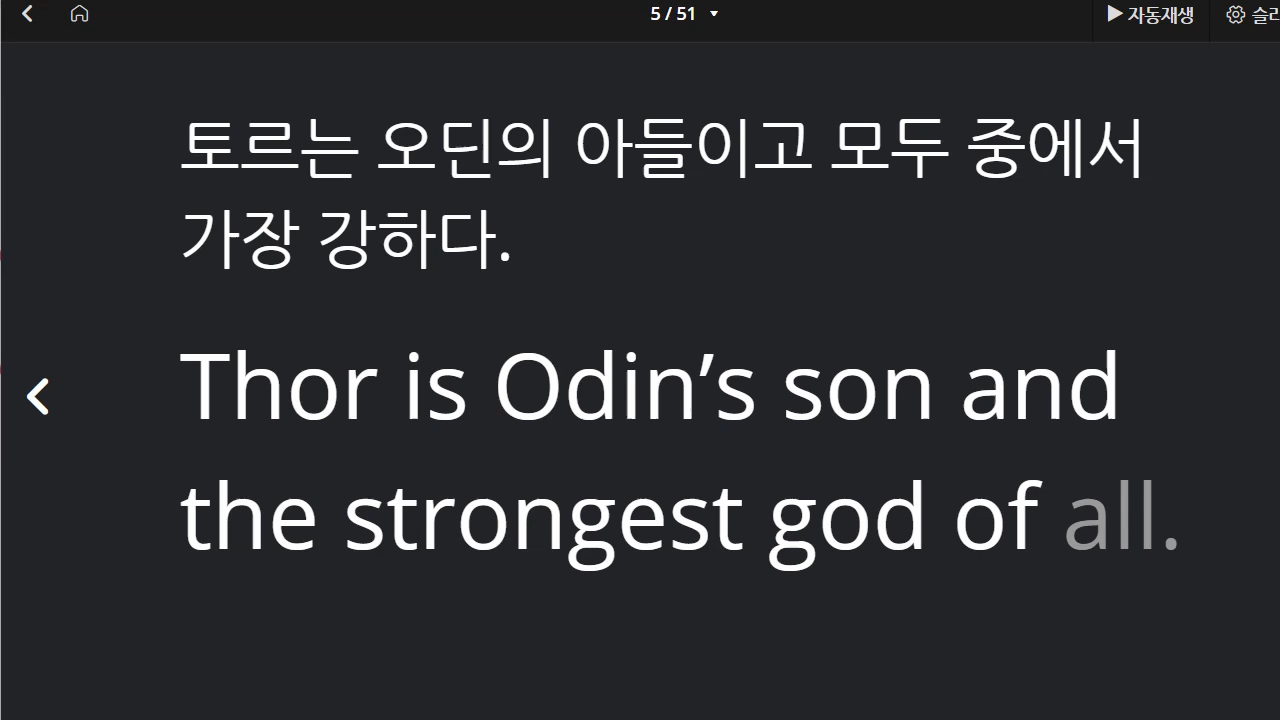 5 / 51
자동재생
토르는 오딘의 아들이고 모두 중에서
가장 강하다.
Thor is Odin’s son and
the strongest god of all.